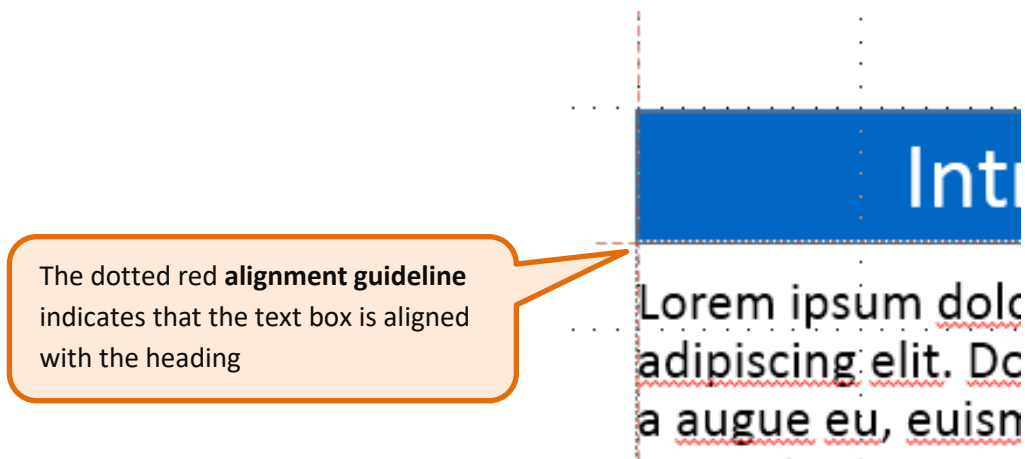 Intr
The dotted red alignment guideline
indicates that the text box is aligned
with the heading
Lorem ipsum dolo
adipiscing elit. Do
a augue eu, euism